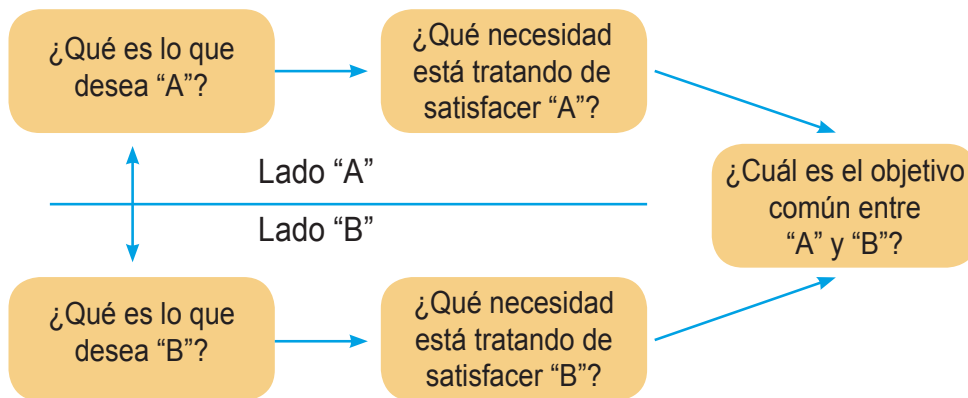 ¿Qué es lo que
desea “A”?
¿Qué necesidad
está tratando de
satisfacer “A”?
Lado “A”
Lado “B”
¿Cuál es el objetivo
común entre
“A” y “B”?
¿Qué es lo que
desea “B”?
¿Qué necesidad
está tratando de
satisfacer “B”?